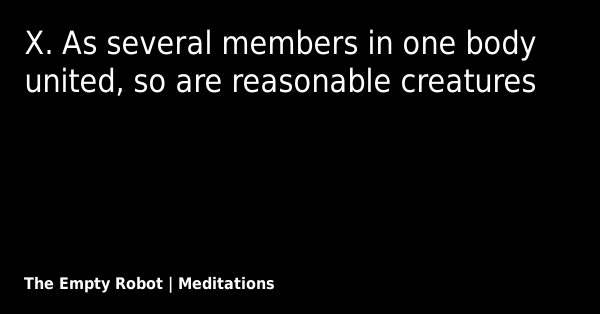 X. As several members in one body
united, so are reasonable creatures
The Empty Robot | Meditations